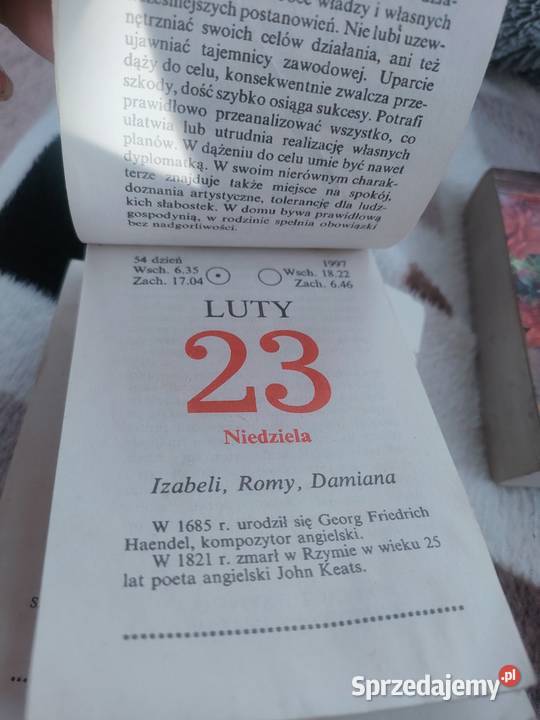 władzy i własnych
postanowień. Nie lubi uzew-
nętrzniać swoich celów działania, ani też
ujawniać tajemnicy zawodowej. Uparcie
dąży do celu, konsekwentnie zwalcza prze-
szkody, dość szybko osiąga sukcesy. Potrafi
prawidłowo przeanalizować wszystko, co
ułatwia lub utrudnia realizację własnych
planów. W dążeniu do celu umie być nawet
dyplomatką. W swoim nierównym charak-
terze znajduje także miejsce na spokój,
doznania artystyczne, tolerancję dla ludz-
kich słabostek. W domu bywa prawidłową
gospodynią, w rodzinie spełnia obowiązki
bez nadgorliwości.
54 dzień 1997
Wsch. 6.35 Wsch. 18.22
Zach. 17.04 Zach. 6.46
LUTY
23
Niedziela
Izabeli, Romy, Damiana
W 1685 r. urodził się Georg Friedrich
Haendel, kompozytor angielski.
W 1821 r. zmarł w Rzymie w wieku 25
lat poeta angielski John Keats.
Sprzedajemy.pl